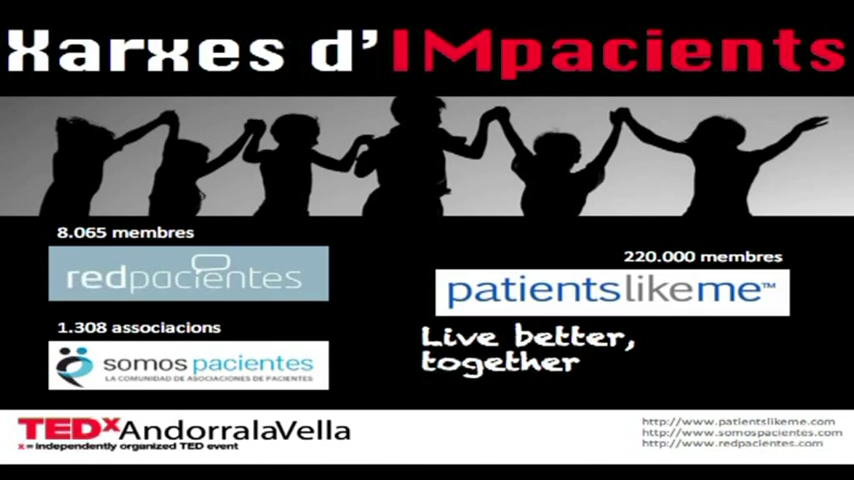 Xarxes d'IMpacients
8.065 membres
redpacientes
1.308 associacions
somospacientes
LA COMUNIDAD DE ASOCIACIONES DE PACIENTES
220.000 membres
patientslikeme™
Live better,
together
TEDxAndorralaVella
x = independently organized TED event
http://www.patientslikeme.com
http://www.somospacientes.com
http://www.redpacientes.com